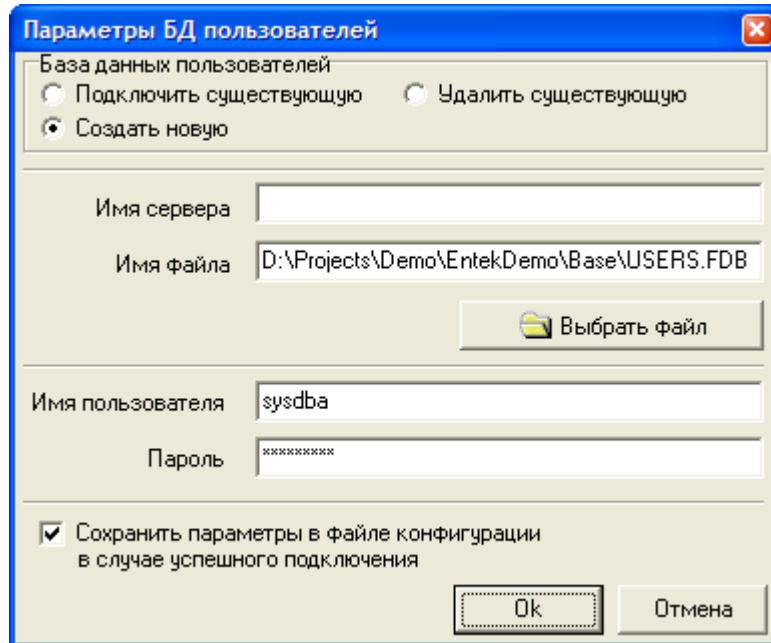 Параметры БД пользователей
База данных пользователей
Подключить существующую
Удалить существующую
Создать новую
Имя сервера
Имя файла
D:\Projects\Demo\EntekDemo\Base\USERS.FDB
Выбрать файл
Имя пользователя
sysdba
Пароль
*********
Сохранить параметры в файле конфигурации
в случае успешного подключения
Ok
Отмена